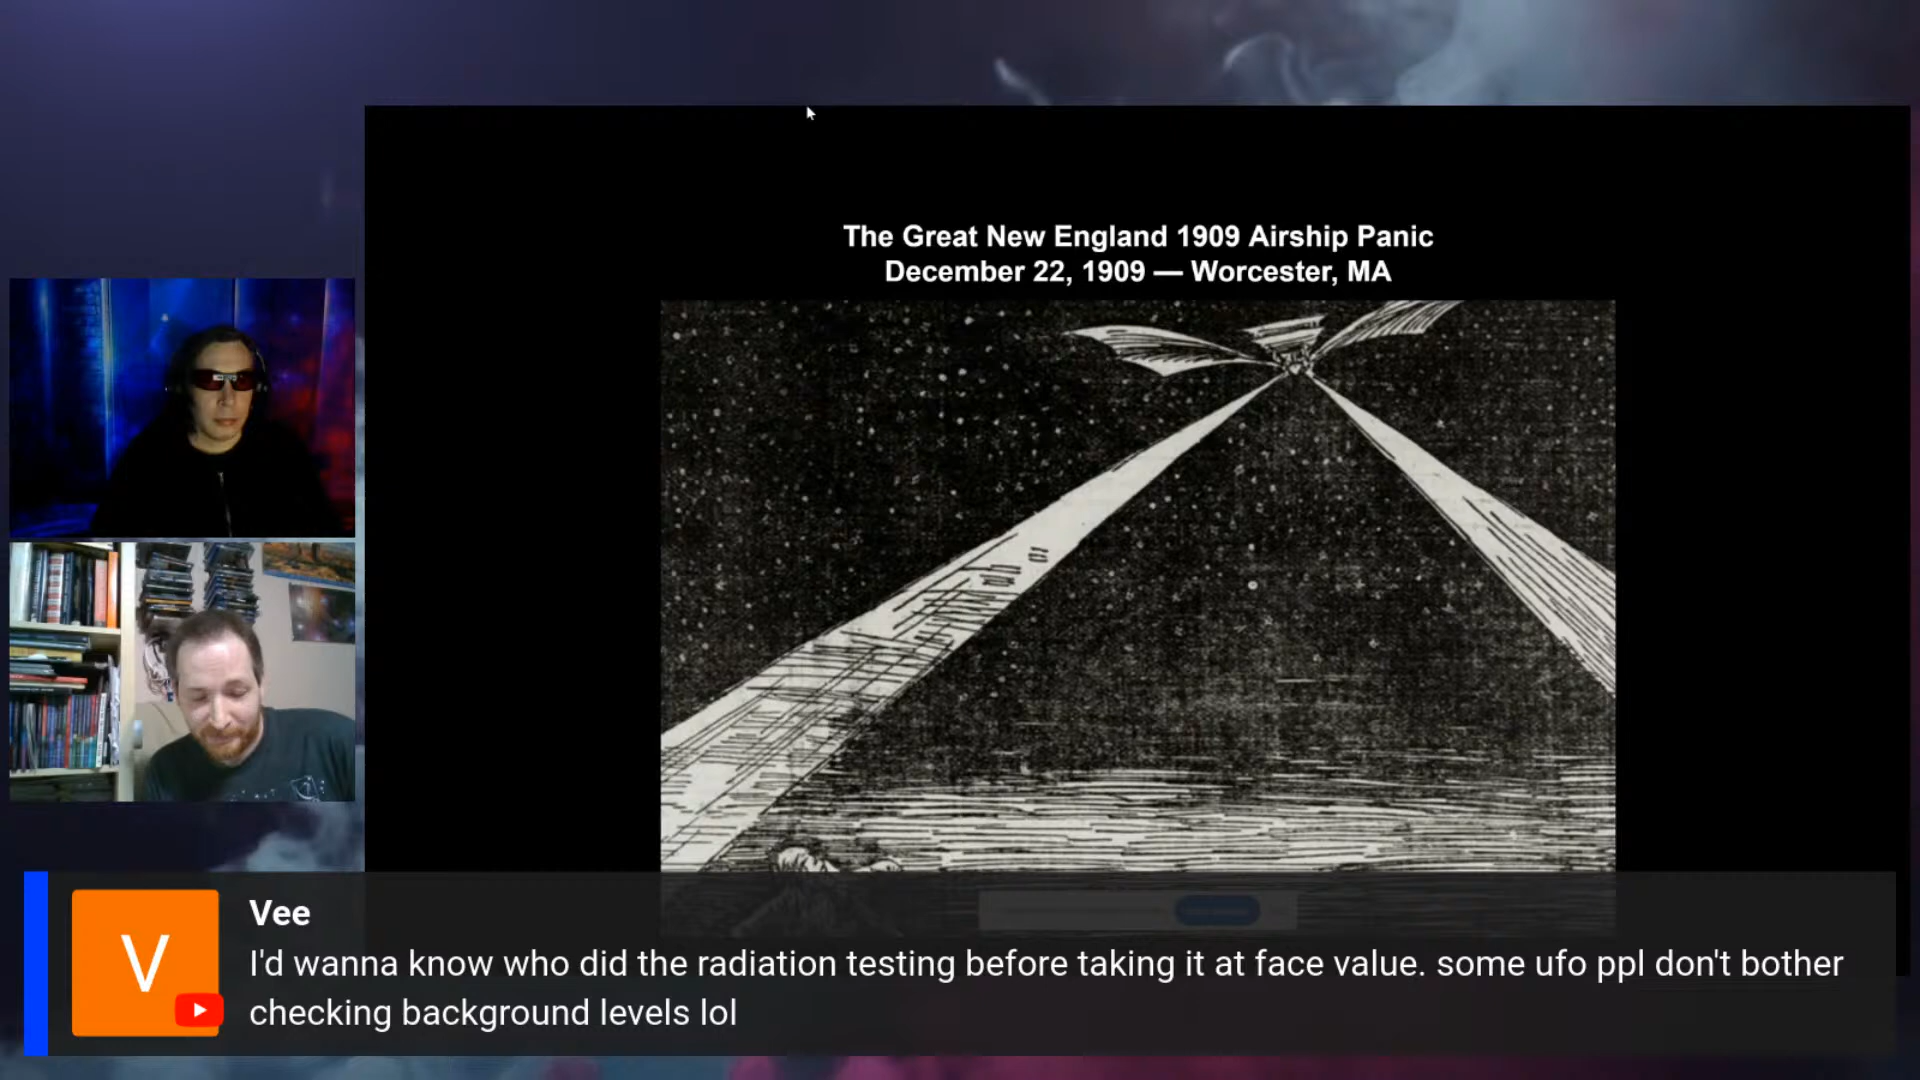 The Great New England 1909 Airship Panic
December 22, 1909 — Worcester, MA
V
Vee
I'd wanna know who did the radiation testing before taking it at face value. some ufo ppl don't bother
checking background levels lol